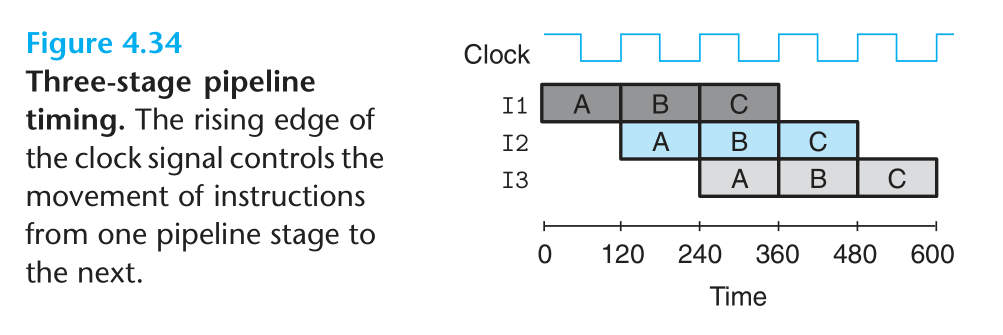 Figure 4.34
Three-stage pipeline
timing. The rising edge of
the clock signal controls the
movement of instructions
from one pipeline stage to
the next.
Clock
I1 A B C
I2 A B C
I3 A B C
0 120 240 360 480 600
Time